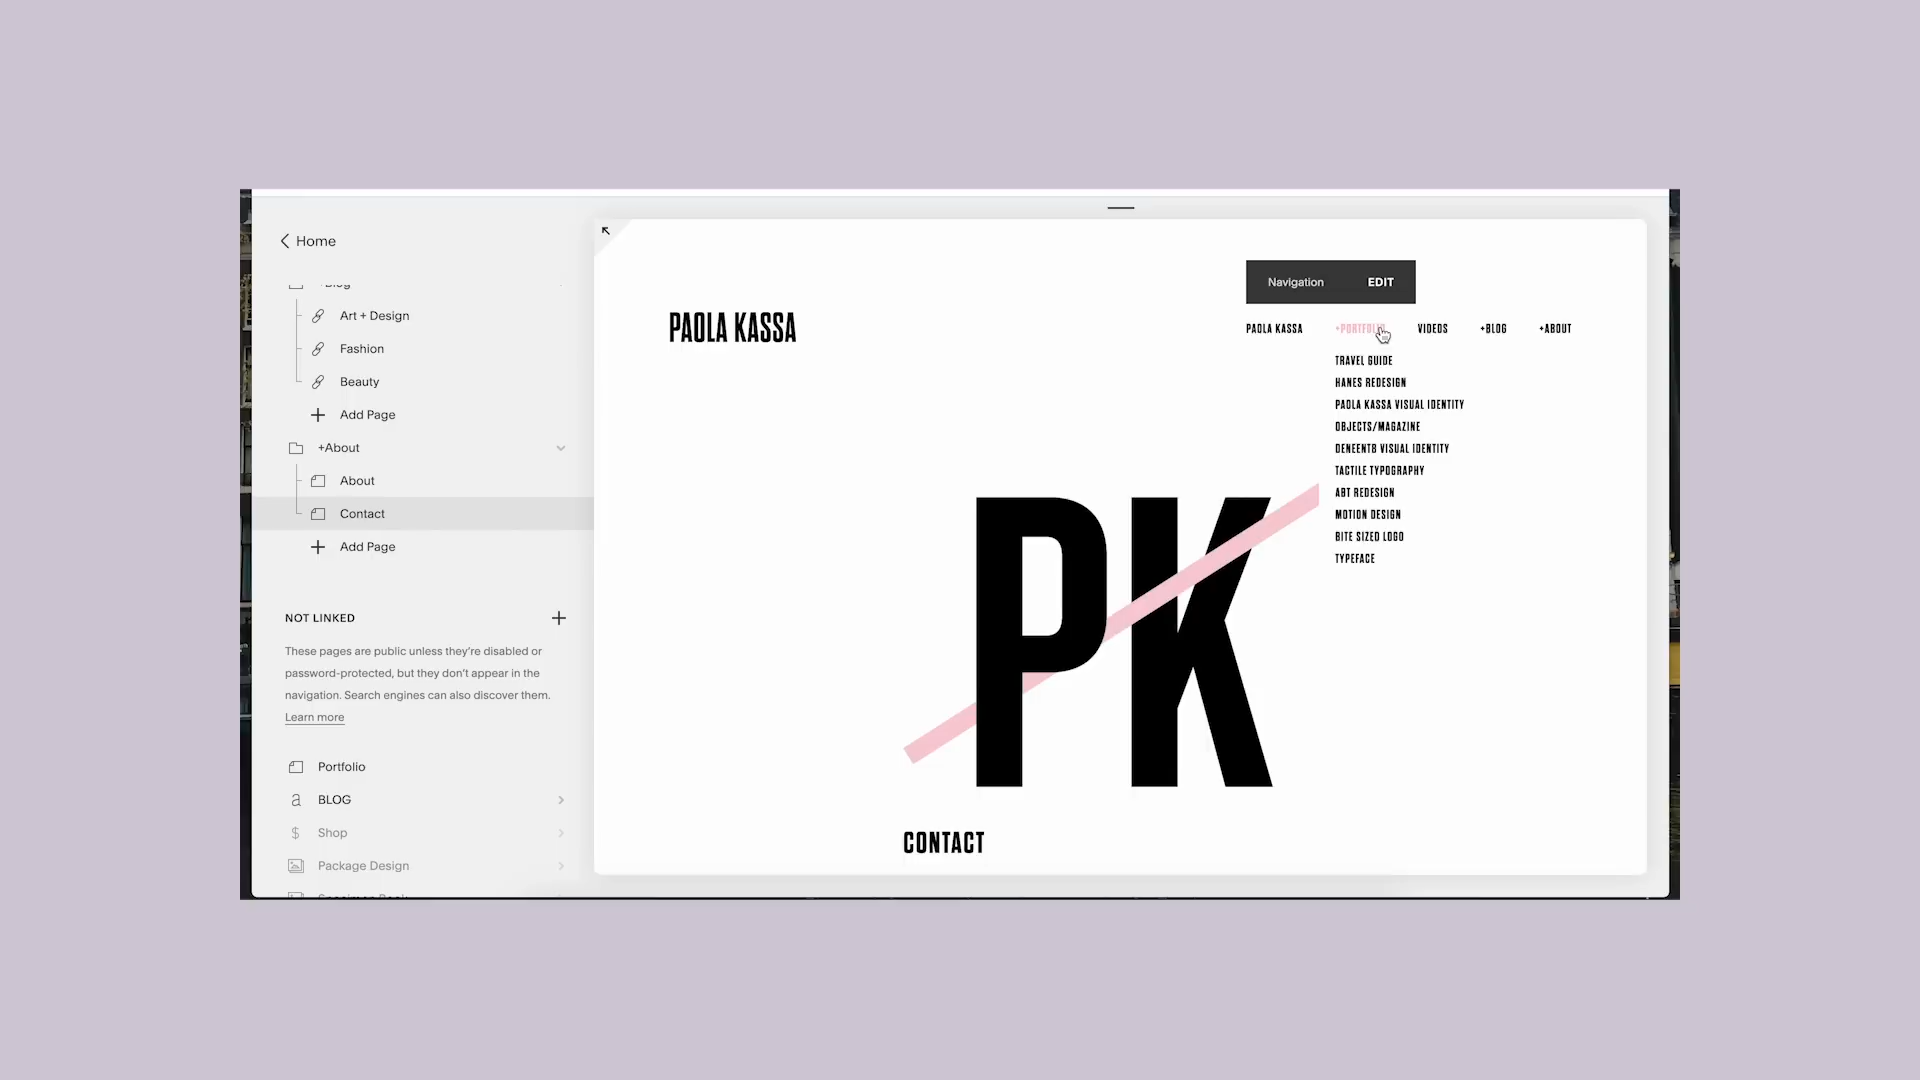 Home
+Blog
Art + Design
Fashion
Beauty
Add Page
+About
About
Contact
Add Page
NOT LINKED
These pages are public unless they're disabled or
password-protected, but they don't appear in the
navigation. Search engines can also discover them.
Learn more
Portfolio
BLOG
Shop
Package Design
PAOLA KASSA
Navigation EDIT
PAOLA KASSA +PORTFOLIO VIDEOS +BLOG +ABOUT
TRAVEL GUIDE
HANES REDESIGN
PAOLA KASSA VISUAL IDENTITY
OBJECTS/MAGAZINE
DENEENTB VISUAL IDENTITY
TACTILE TYPOGRAPHY
ABT REDESIGN
MOTION DESIGN
BITE SIZED LOGO
TYPEFACE
PK
CONTACT